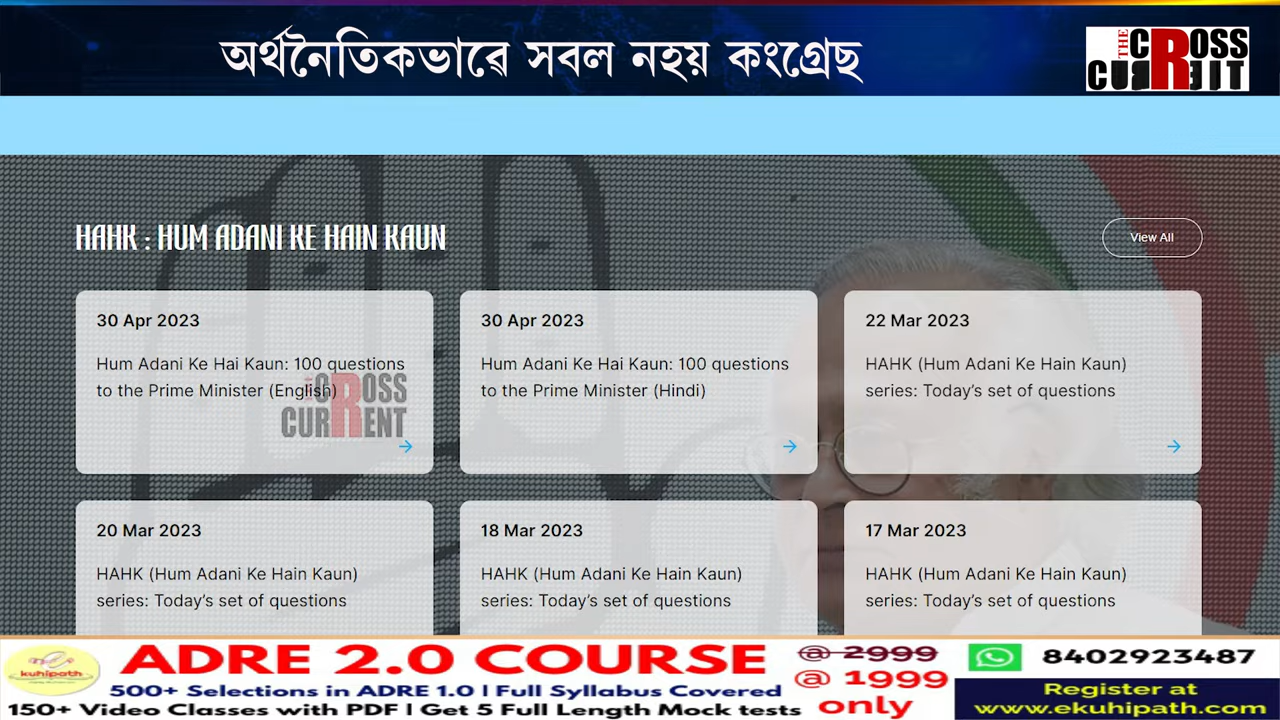 অৰ্থনৈতিকভাৱে সবল নহয় কংগ্ৰেছ
THE CROSS CURRENT
HAHK : HUM ADANI KE HAIN KAUN
View All
30 Apr 2023
Hum Adani Ke Hai Kaun: 100 questions
to the Prime Minister (English)
30 Apr 2023
Hum Adani Ke Hai Kaun: 100 questions
to the Prime Minister (Hindi)
22 Mar 2023
HAHK (Hum Adani Ke Hain Kaun)
series: Today’s set of questions
CROSS
CURRENT
20 Mar 2023
HAHK (Hum Adani Ke Hain Kaun)
series: Today’s set of questions
18 Mar 2023
HAHK (Hum Adani Ke Hain Kaun)
series: Today’s set of questions
17 Mar 2023
HAHK (Hum Adani Ke Hain Kaun)
series: Today’s set of questions
kuhipath
ADRE 2.0 COURSE
500+ Selections in ADRE 1.0 | Full Syllabus Covered
150+ Video Classes with PDF | Get 5 Full Length Mock tests
@ 2999
@ 1999
only
8402923487
Register at
www.ekuhipath.com